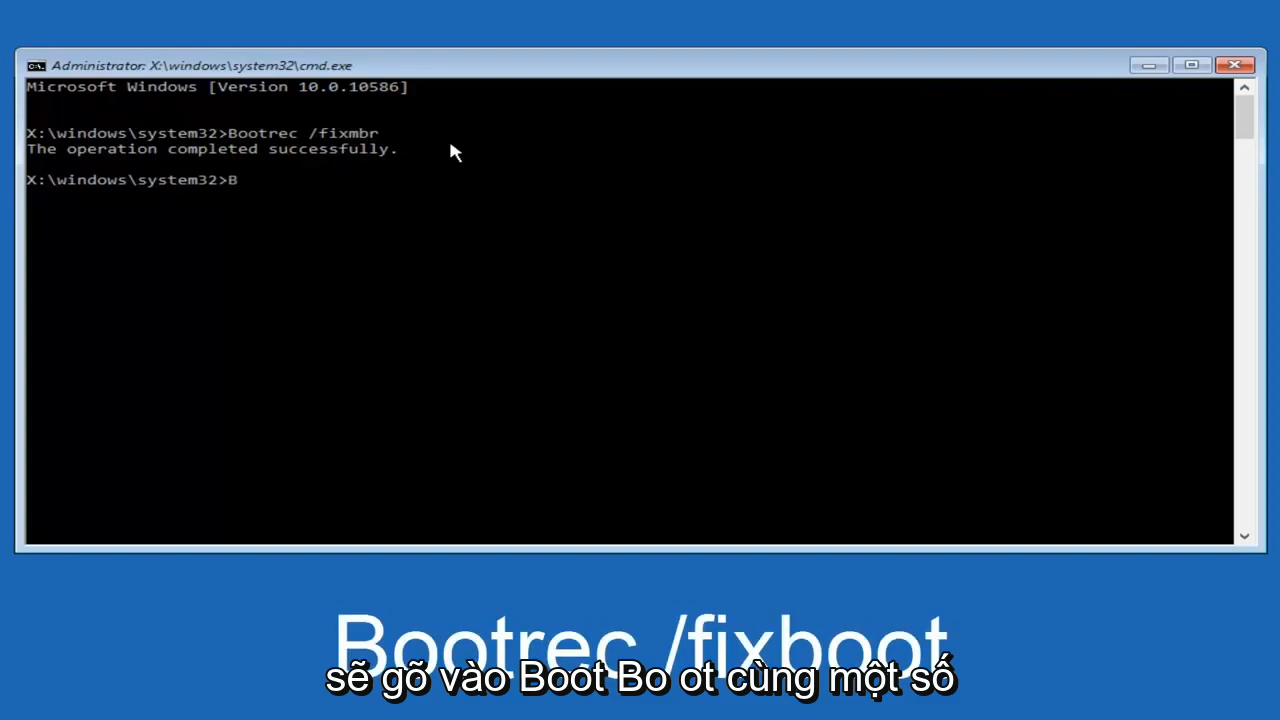 Administrator: X:\windows\system32\cmd.exe
Microsoft Windows [Version 10.0.10586]
X:\windows\system32>Bootrec /fixmbr
The operation completed successfully.
X:\windows\system32>B
Bootrec /fixboot
sẽ gõ vào Boot Bo ot cùng một số